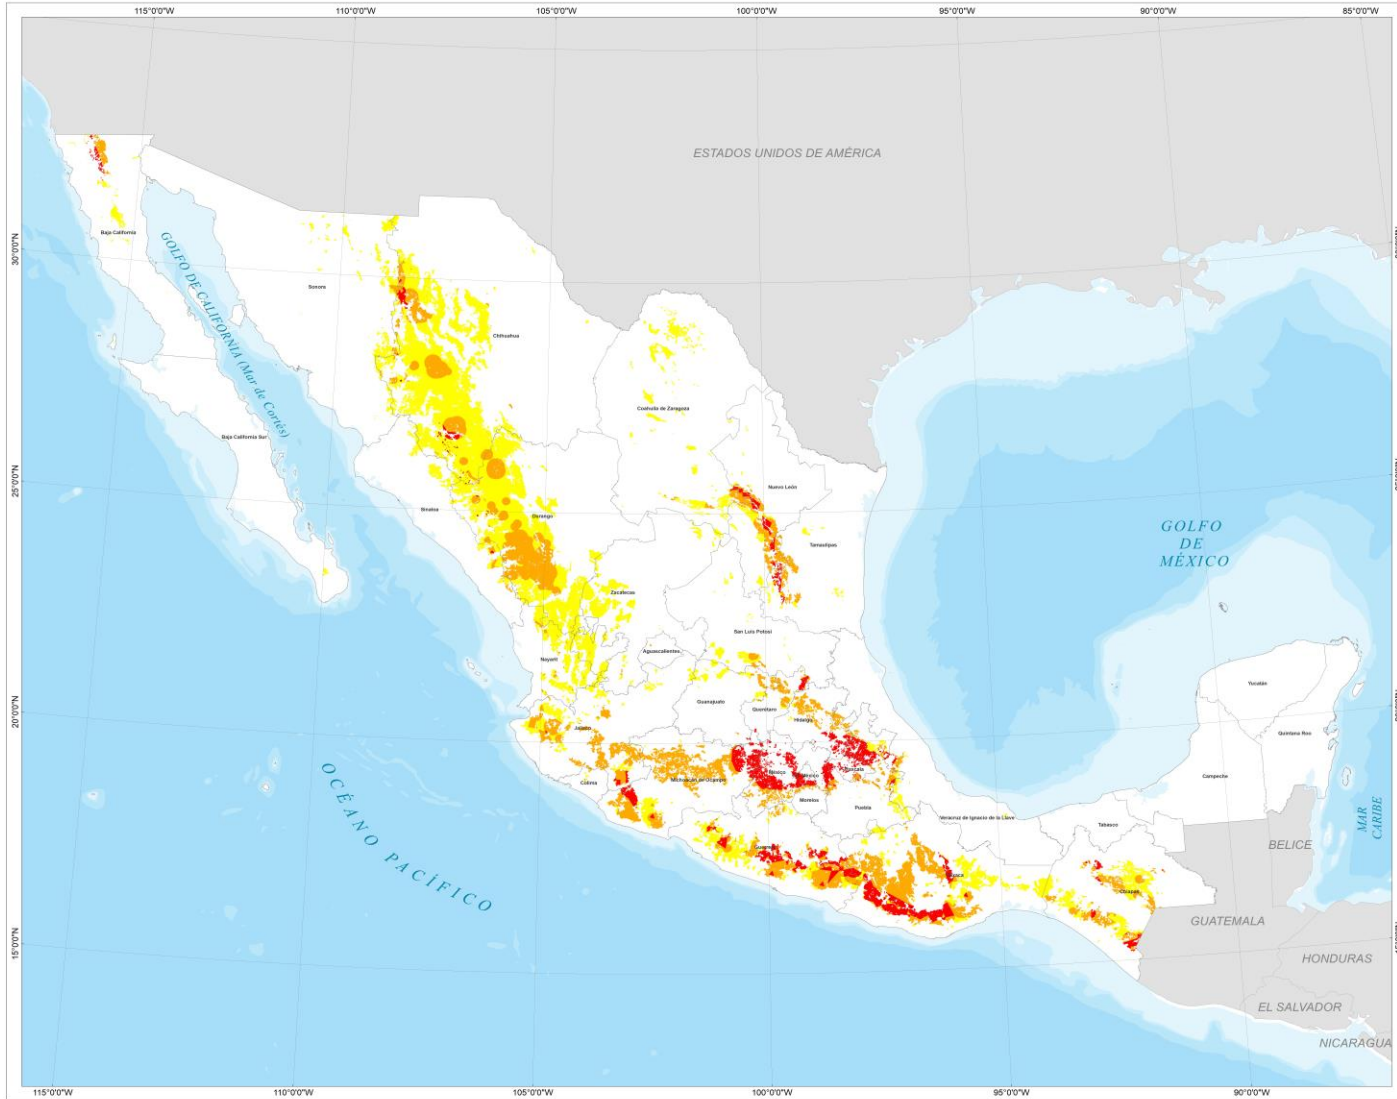 115°0'0"W 110°0'0"W 105°0'0"W 100°0'0"W 95°0'0"W 90°0'0"W 85°0'0"W
ESTADOS UNIDOS DE AMÉRICA
Baja California
30°0'0"N
GOLFO DE CALIFORNIA (Mar de Cortés)
Sonora
Chihuahua
Coahuila de Zaragoza
Baja California Sur
25°0'0"N
Nuevo León
Sinaloa
Durango
Tamaulipas
GOLFO
DE
MÉXICO
Zacatecas
San Luis Potosí
Nayarit
Aguascalientes
Yucatán
20°0'0"N
Guanajuato
Querétaro
Hidalgo
Jalisco
Quintana Roo
OCÉANO PACÍFICO
Colima
Michoacán de Ocampo
México
Tlaxcala
Campeche
Morelos
Puebla
Veracruz de Ignacio de la Llave
Tabasco
MAR
CARIBE
Guerrero
Oaxaca
BELICE
Chiapas
GUATEMALA
15°0'0"N
HONDURAS
EL SALVADOR
NICARAGUA
115°0'0"W 110°0'0"W 105°0'0"W 100°0'0"W 95°0'0"W 90°0'0"W